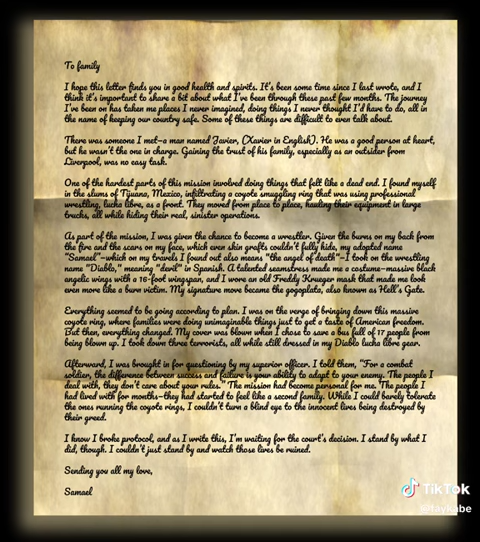 To family
I hope this letter finds you in good health and spirits. It's been some time since I last wrote, and I
think it's important to share a bit about what I've been through these past few months. The journey
I've been on has taken me places I never imagined, doing things I never thought I'd have to do, all in
the name of keeping our country safe. Some of these things are difficult to even talk about.
There was someone I met—a man named Javier, (Xavier in English). He was a good person at heart,
but he wasn't the one in charge. Gaining the trust of his family, especially as an outsider from
Liverpool, was no easy task.
One of the hardest parts of this mission involved doing things that felt like a dead end. I found myself
in the slums of Tijuana, Mexico, infiltrating a coyote smuggling ring that was using professional
wrestling, lucha libre, as a front. They moved from place to place, hauling their equipment in large
trucks, all while hiding their real, sinister operations.
As part of the mission, I was given the chance to become a wrestler. Given the burns on my back from
the fire and the scars on my face, which even skin grafts couldn't fully hide, my adopted name
"Samael"—which on my travels I found out also means "the angel of death"—I took on the wrestling
name "Diablo," meaning "devil" in Spanish. A talented seamstress made me a costume—massive black
angelic wings with a 16-foot wingspan, and I wore an old Freddy Krueger mask that made me look
even more like a burn victim. My signature move became the gogoplata, also known as Hell's Gate.
Everything seemed to be going according to plan. I was on the verge of bringing down this massive
coyote ring, where families were doing unimaginable things just to get a taste of American freedom.
But then, everything changed. My cover was blown when I chose to save a bus full of 17 people from
being blown up. I took down three terrorists, all while still dressed in my Diablo lucha libre gear.
Afterward, I was brought in for questioning by my superior officer. I told them, "For a combat
soldier, the difference between success and failure is your ability to adapt to your enemy. The people I
deal with, they don't care about your rules." The mission had become personal for me. The people I
had lived with for months—they had started to feel like a second family. While I could barely tolerate
the ones running the coyote rings, I couldn't turn a blind eye to the innocent lives being destroyed by
their greed.
I know I broke protocol, and as I write this, I'm waiting for the court's decision. I stand by what I
did, though. I couldn't just stand by and watch those lives be ruined.
Sending you all my love,
Samael
TikTok
@taykabe